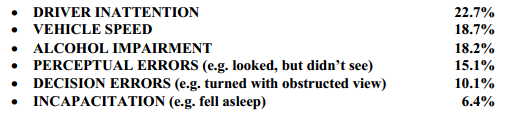 • DRIVER INATTENTION 22.7%
• VEHICLE SPEED 18.7%
• ALCOHOL IMPAIRMENT 18.2%
• PERCEPTUAL ERRORS (e.g. looked, but didn’t see) 15.1%
• DECISION ERRORS (e.g. turned with obstructed view) 10.1%
• INCAPACITATION (e.g. fell asleep) 6.4%